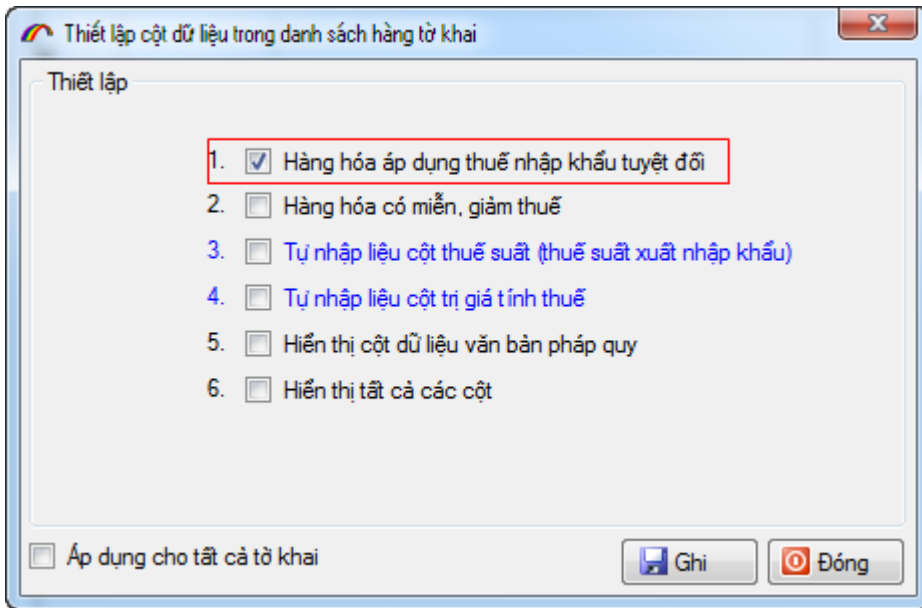 Thiết lập cột dữ liệu trong danh sách hàng tờ khai
Thiết lập
1. Hàng hóa áp dụng thuế nhập khẩu tuyệt đối
2. Hàng hóa có miễn, giảm thuế
3. Tự nhập liệu cột thuế suất (thuế suất xuất nhập khẩu)
4. Tự nhập liệu cột trị giá tính thuế
5. Hiển thị cột dữ liệu văn bản pháp quy
6. Hiển thị tất cả các cột
Áp dụng cho tất cả tờ khai
Ghi
Đóng